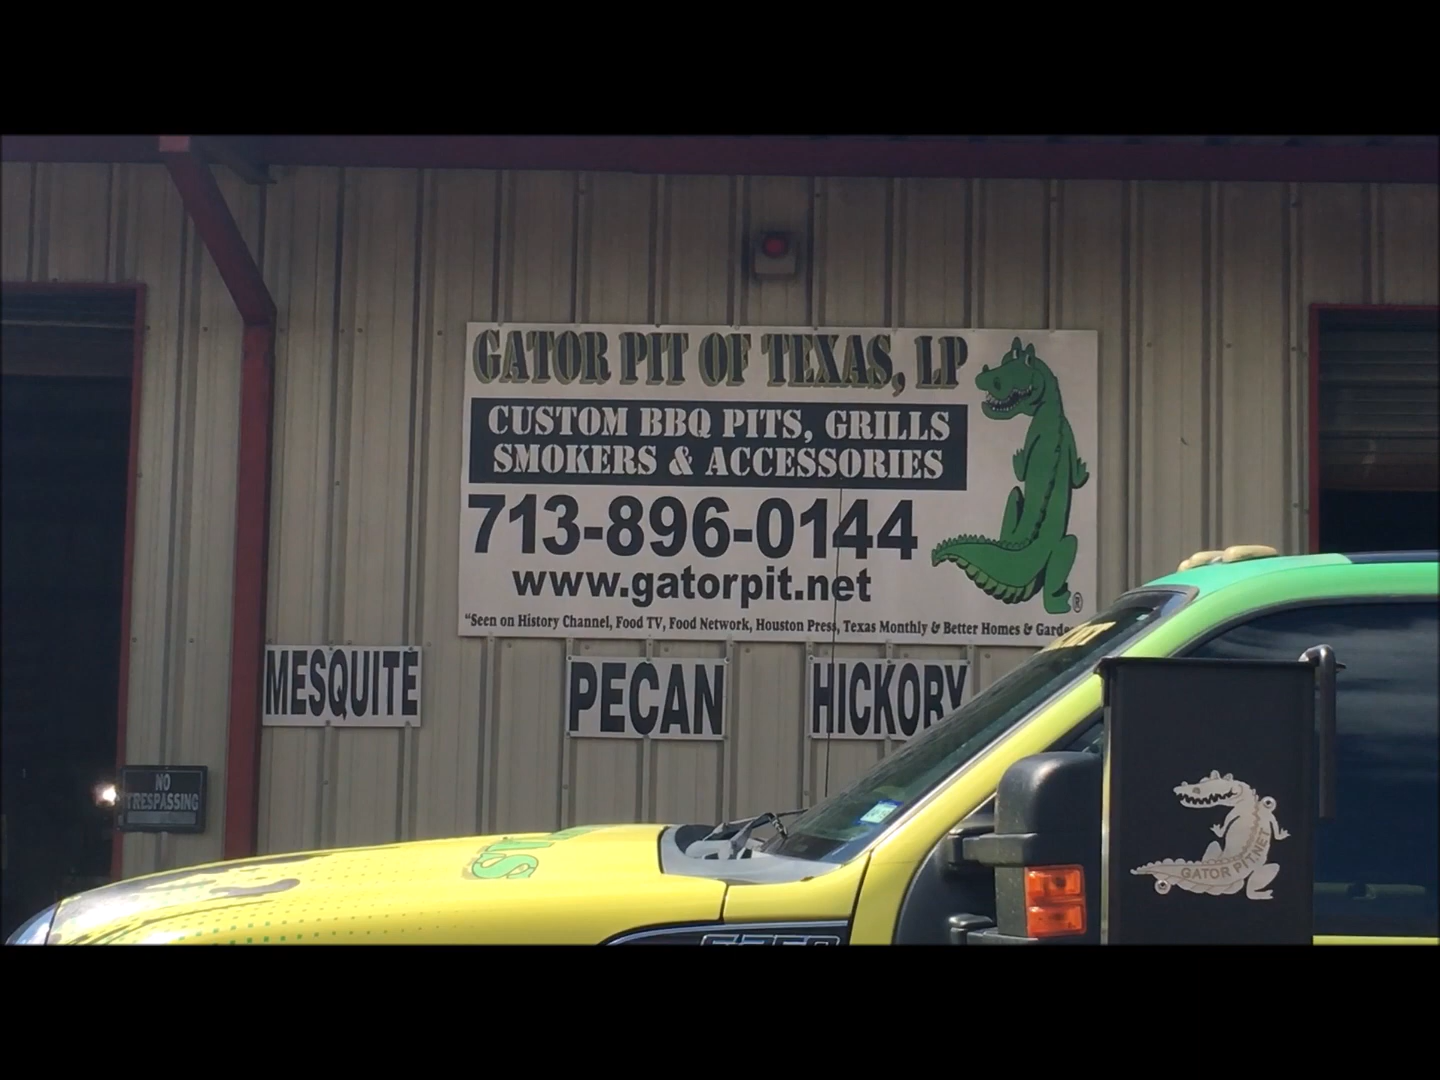 GATOR PIT OF TEXAS, LP
CUSTOM BBQ PITS, GRILLS
SMOKERS & ACCESSORIES
713-896-0144
www.gatorpit.net
®
"Seen on History Channel, Food TV, Food Network, Houston Press, Texas Monthly & Better Homes &
MESQUITE
PECAN
HICKORY
NO
TRESPASSING
GATOR PIT.NET